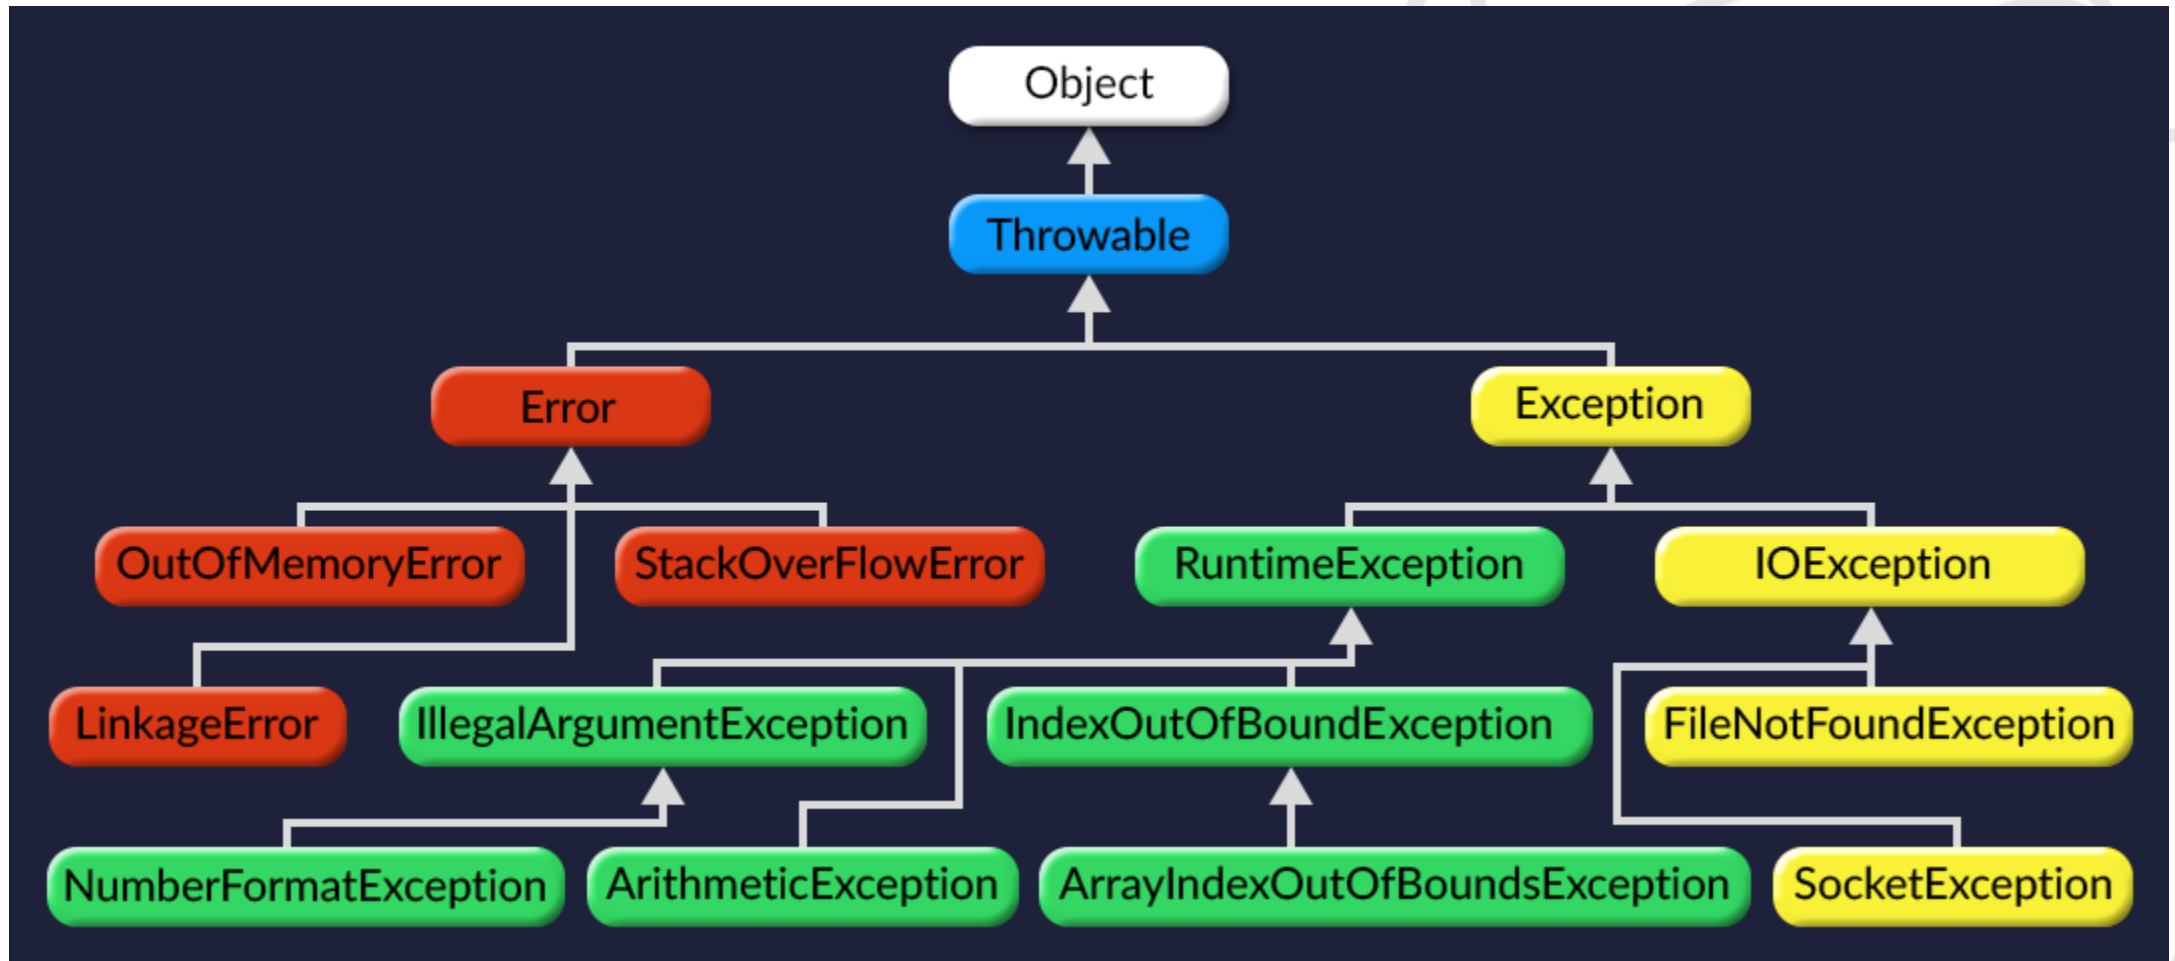 Object
Throwable
Error
Exception
OutOfMemoryError
StackOverFlowError
RuntimeException
IOException
LinkageError
IllegalArgumentException
IndexOutOfBoundException
FileNotFoundException
NumberFormatException
ArithmeticException
ArrayIndexOutOfBoundsException
SocketException